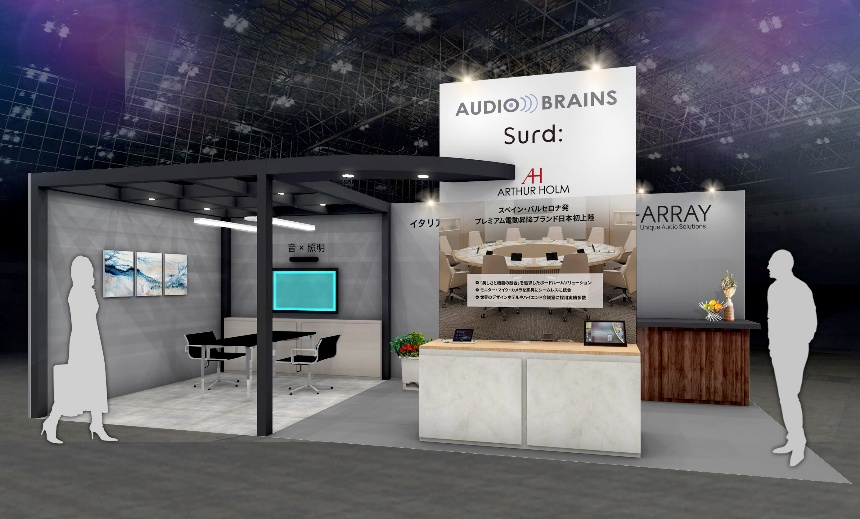 AUDIO BRAINS
Surd:
AH
ARTHUR HOLM
スペイン・バルセロナ発
プレミアム電動昇降ブランド日本初上陸
イタリア
音 × 照明
-ARRAY
Unique Audio Solutions